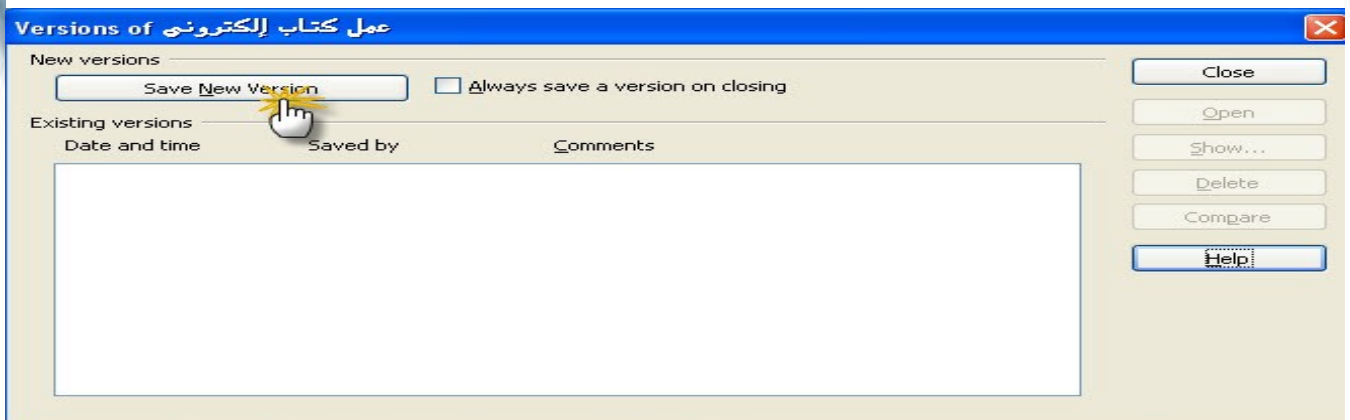 Versions of عمل كتاب إلكتروني
New versions
Save New Version
Always save a version on closing
Existing versions
Date and time Saved by Comments
Close
Open
Show...
Delete
Compare
Help